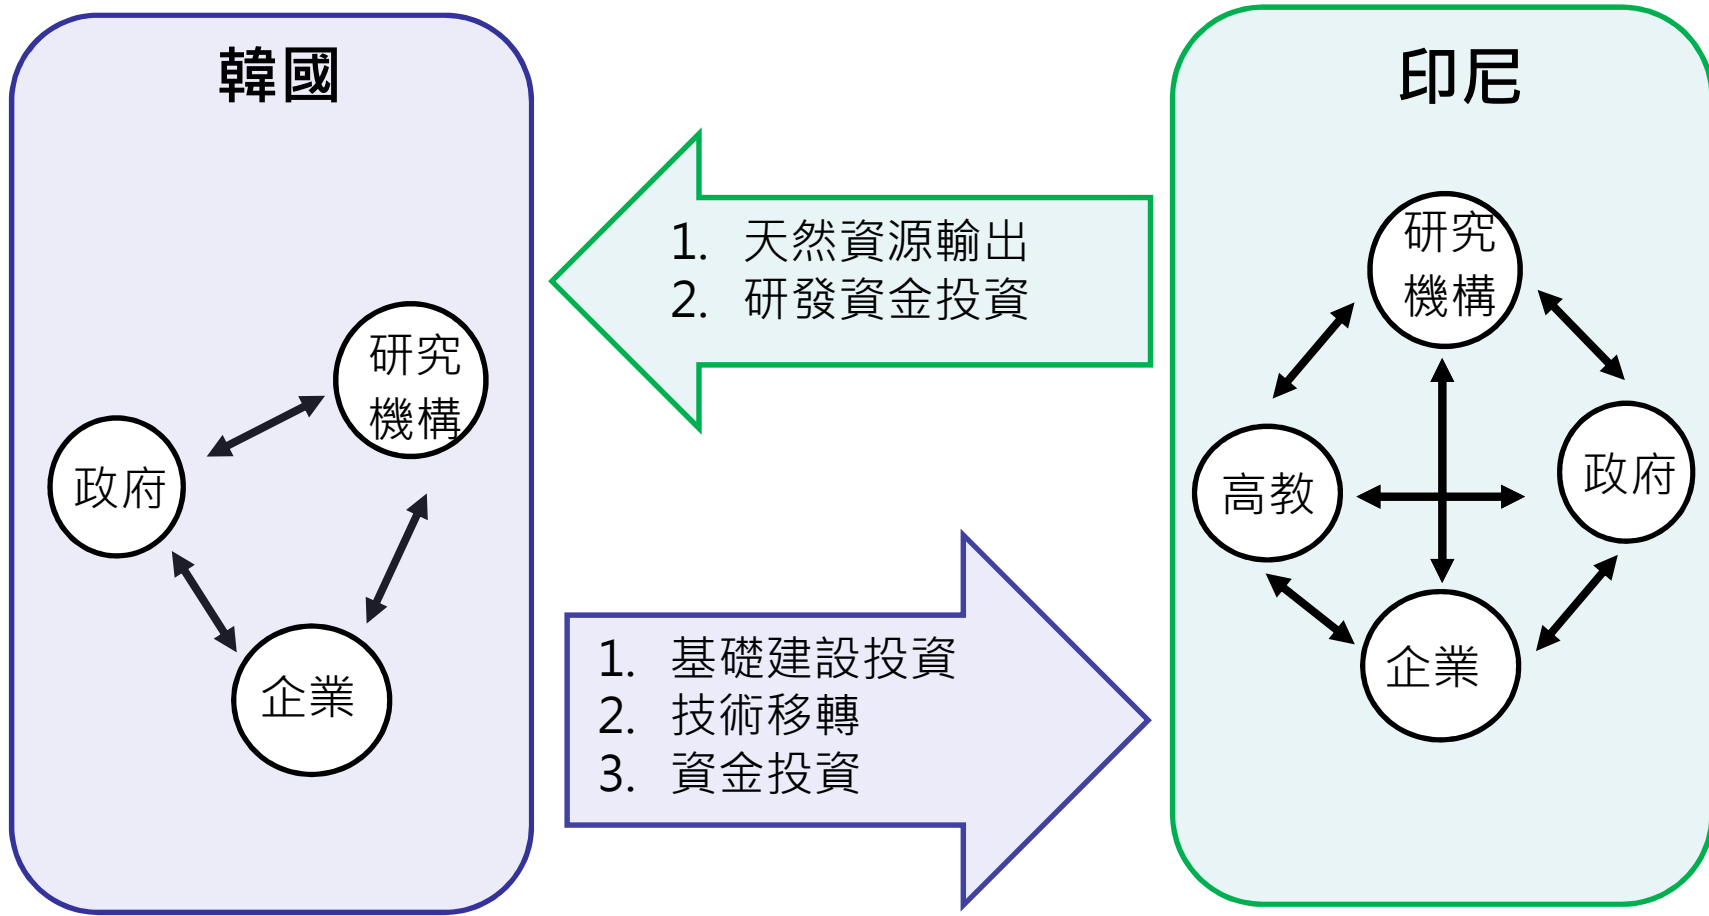 韓國
研究
機構
政府
企業
1. 天然資源輸出
2. 研發資金投資
1. 基礎建設投資
2. 技術移轉
3. 資金投資
印尼
研究
機構
高教
政府
企業